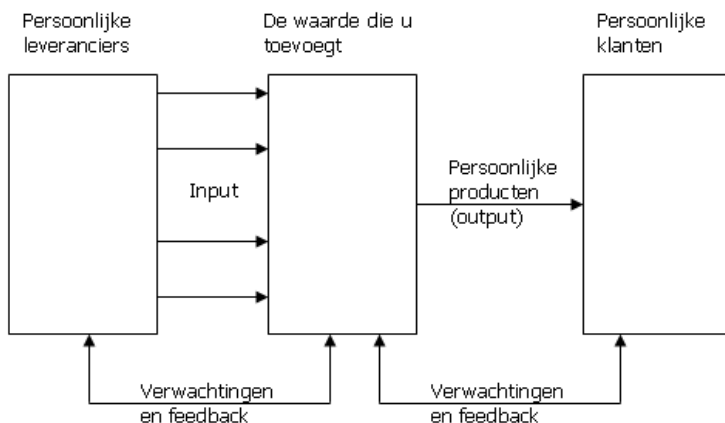 Persoonlijke
leveranciers
De waarde die u
toevoegt
Persoonlijke
klanten
Input
Persoonlijke
producten
(output)
Verwachtingen
en feedback
Verwachtingen
en feedback